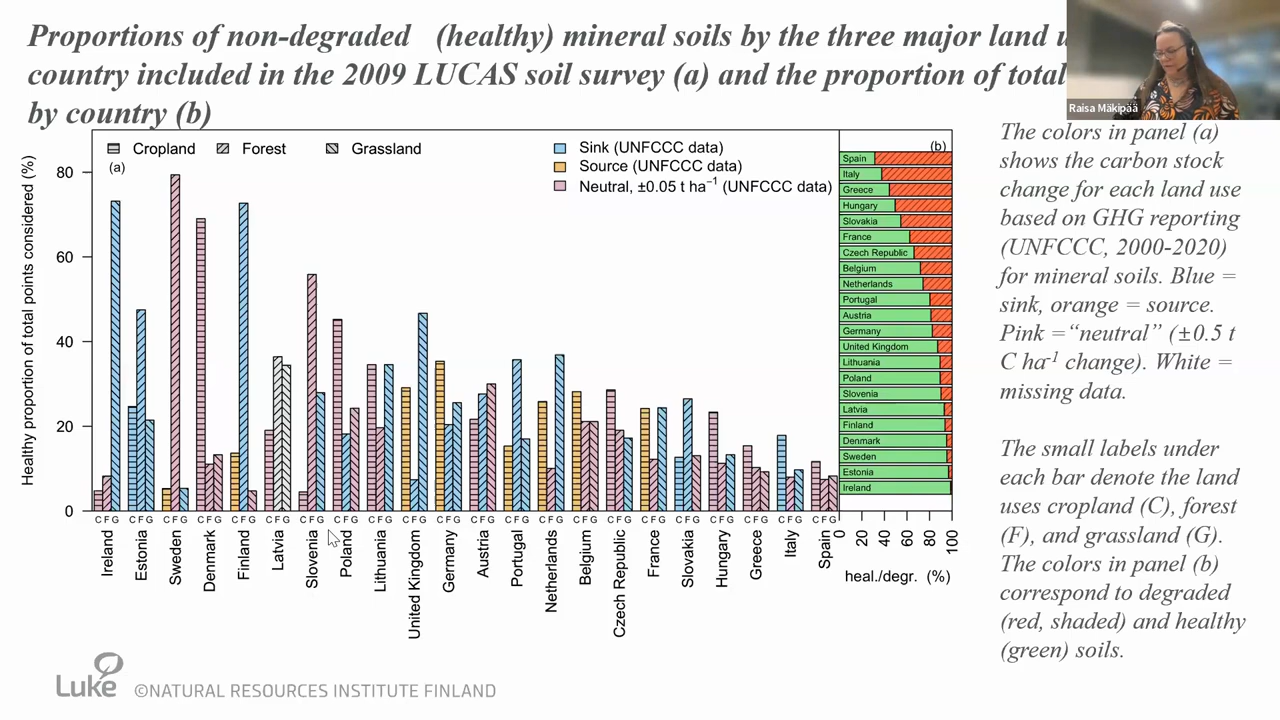 Proportions of non-degraded (healthy) mineral soils by the three major land
country included in the 2009 LUCAS soil survey (a) and the proportion of total
by country (b)
Raisa Mäkipää
Cropland Forest Grassland
(a)
Sink (UNFCCC data)
Source (UNFCCC data)
Neutral, ±0.05 t ha⁻¹ (UNFCCC data)
Healthy proportion of total points considered (%)
80
60
40
20
0
C F G C F G C F G C F G C F G C F G C F G C F G C F G C F G C F G C F G C F G C F G C F G C F G C F G C F G C F G C F G C F G C F G
Ireland
Estonia
Sweden
Denmark
Finland
Latvia
Slovenia
Poland
Lithuania
United Kingdom
Germany
Austria
Portugal
Netherlands
Belgium
Czech Republic
France
Slovakia
Hungary
Greece
Italy
Spain
(b)
Spain
Italy
Greece
Hungary
Slovakia
France
Czech Republic
Belgium
Netherlands
Portugal
Austria
Germany
United Kingdom
Lithuania
Poland
Slovenia
Latvia
Finland
Denmark
Sweden
Estonia
Ireland
0 20 40 60 80 100
heal./degr. (%)
The colors in panel (a)
shows the carbon stock
change for each land use
based on GHG reporting
(UNFCCC, 2000-2020)
for mineral soils. Blue =
sink, orange = source.
Pink =“neutral” (±0.5 t
C ha⁻¹ change). White =
missing data.
The small labels under
each bar denote the land
uses cropland (C), forest
(F), and grassland (G).
The colors in panel (b)
correspond to degraded
(red, shaded) and healthy
(green) soils.
Luke ©NATURAL RESOURCES INSTITUTE FINLAND